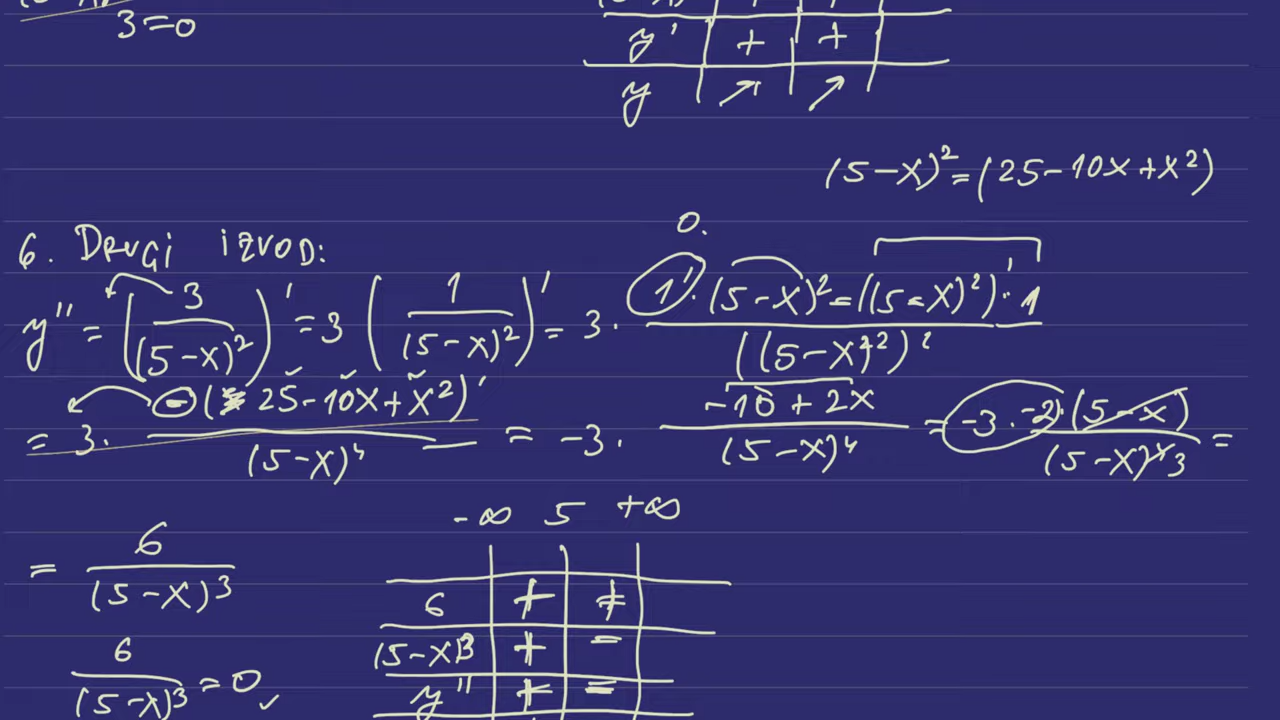 3=0
y' + +
y ↗ ↗
(5-x)²=(25-10x+x²)
0.
6. DRUGI IZVOD:
y'' = (3/(5-x)²)' = 3 (1/(5-x)²)' = 3 · (1'·(5-x)²-((5-x)²)'·1)/((5-x)²)²
= 3 · (-(25-10x+x²)')/(5-x)⁴ = -3 · (-10+2x)/(5-x)⁴ = (-3·-2·(5-x))/(5-x)³ =
-∞ 5 +∞
= 6/(5-x)³
6 + +
(5-x)3 + -
6/(5-x)³ = 0 ✓
y'' + -